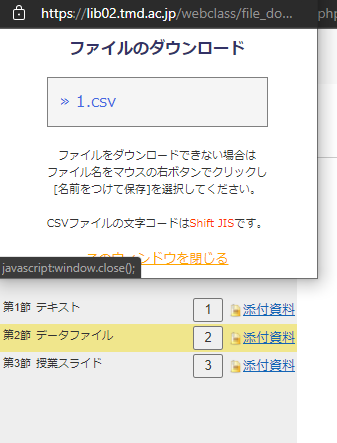 https://lib02.tmd.ac.jp/webclass/file_do...
php
ファイルのダウンロード
» 1.csv
ファイルをダウンロードできない場合は
ファイル名をマウスの右ボタンでクリックし
[名前をつけて保存]を選択してください。
CSVファイルの文字コードはShift JISです。
このウィンドウを閉じる
javascript:window.close();
第1節 テキスト 1 添付資料
第2節 データファイル 2 添付資料
第3節 授業スライド 3 添付資料